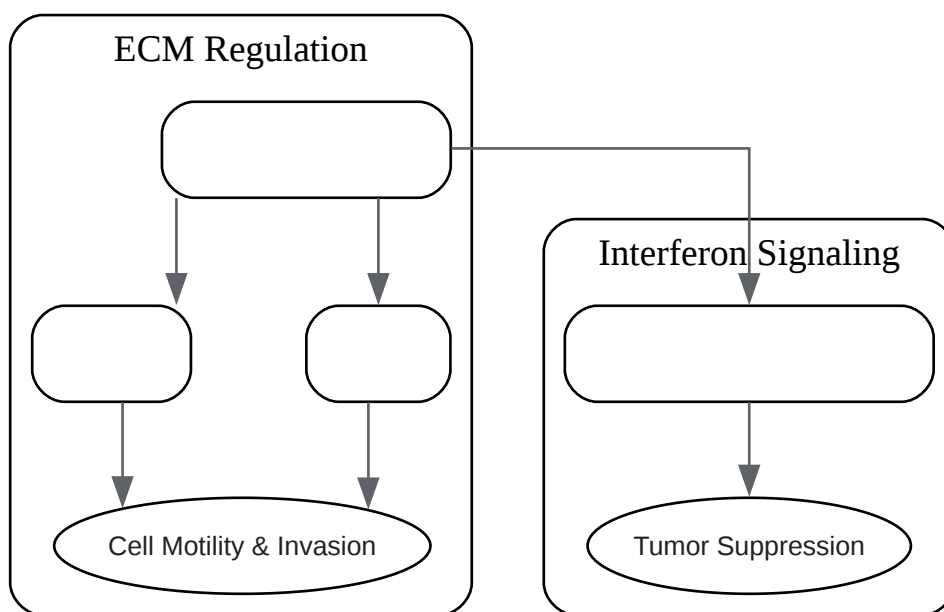 ECM Regulation
Interferon Signaling
Cell Motility & Invasion
Tumor Suppression